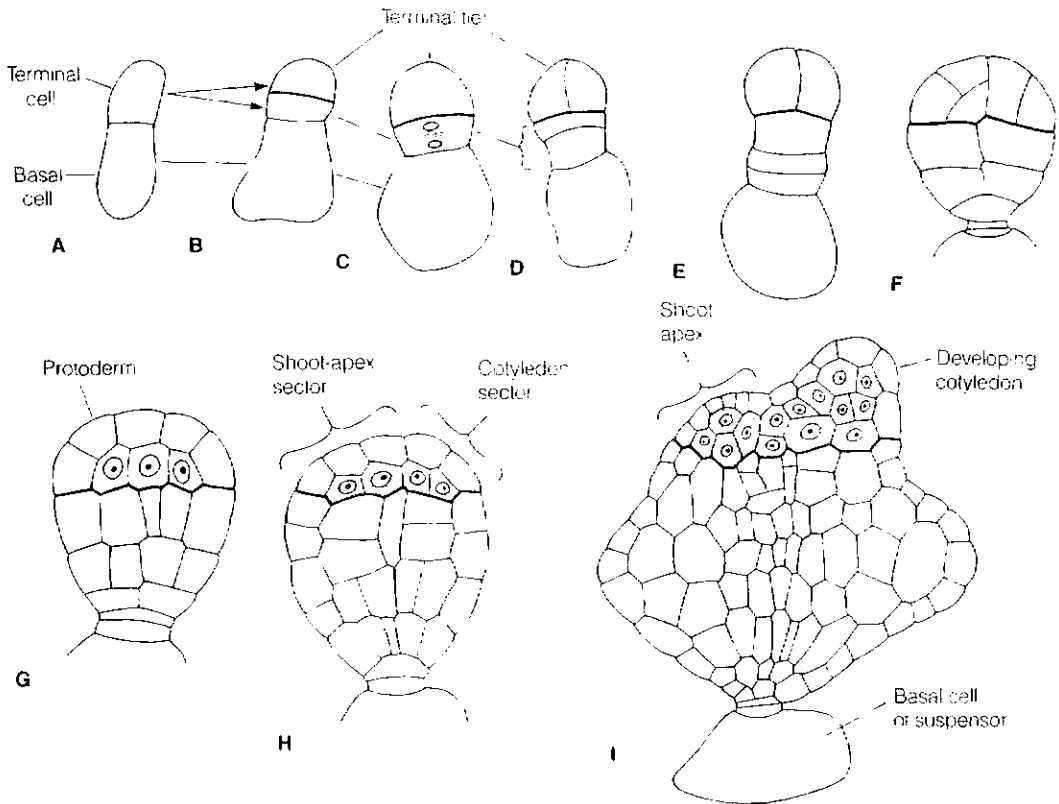 Terminal tier
Terminal
cell
Basal
cell
A
B
C
D
E
F
Protoderm
Shoot-apex
sector
Cotyledon
sector
Shoot
apex
Developing
cotyledon
G
H
I
Basal cell
or suspensor